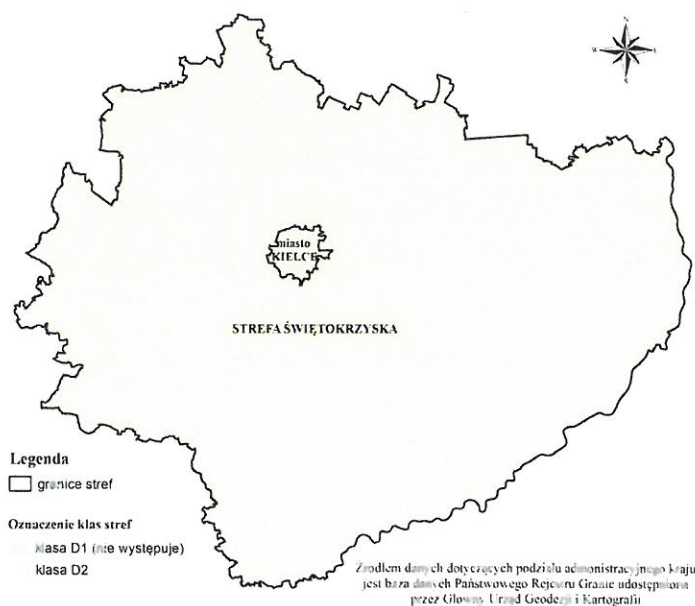 N
W
E
S
miasto
KIELCE
STREFA ŚWIĘTOKRZYSKA
Legenda
granice stref
Oznaczenie klas stref
klasa D1 (nie występuje)
klasa D2
Źródłem danych dotyczących podziału administracyjnego kraju
jest baza danych Państwowego Rejestru Granic udostępniona
przez Główny Urząd Geodezji i Kartografii